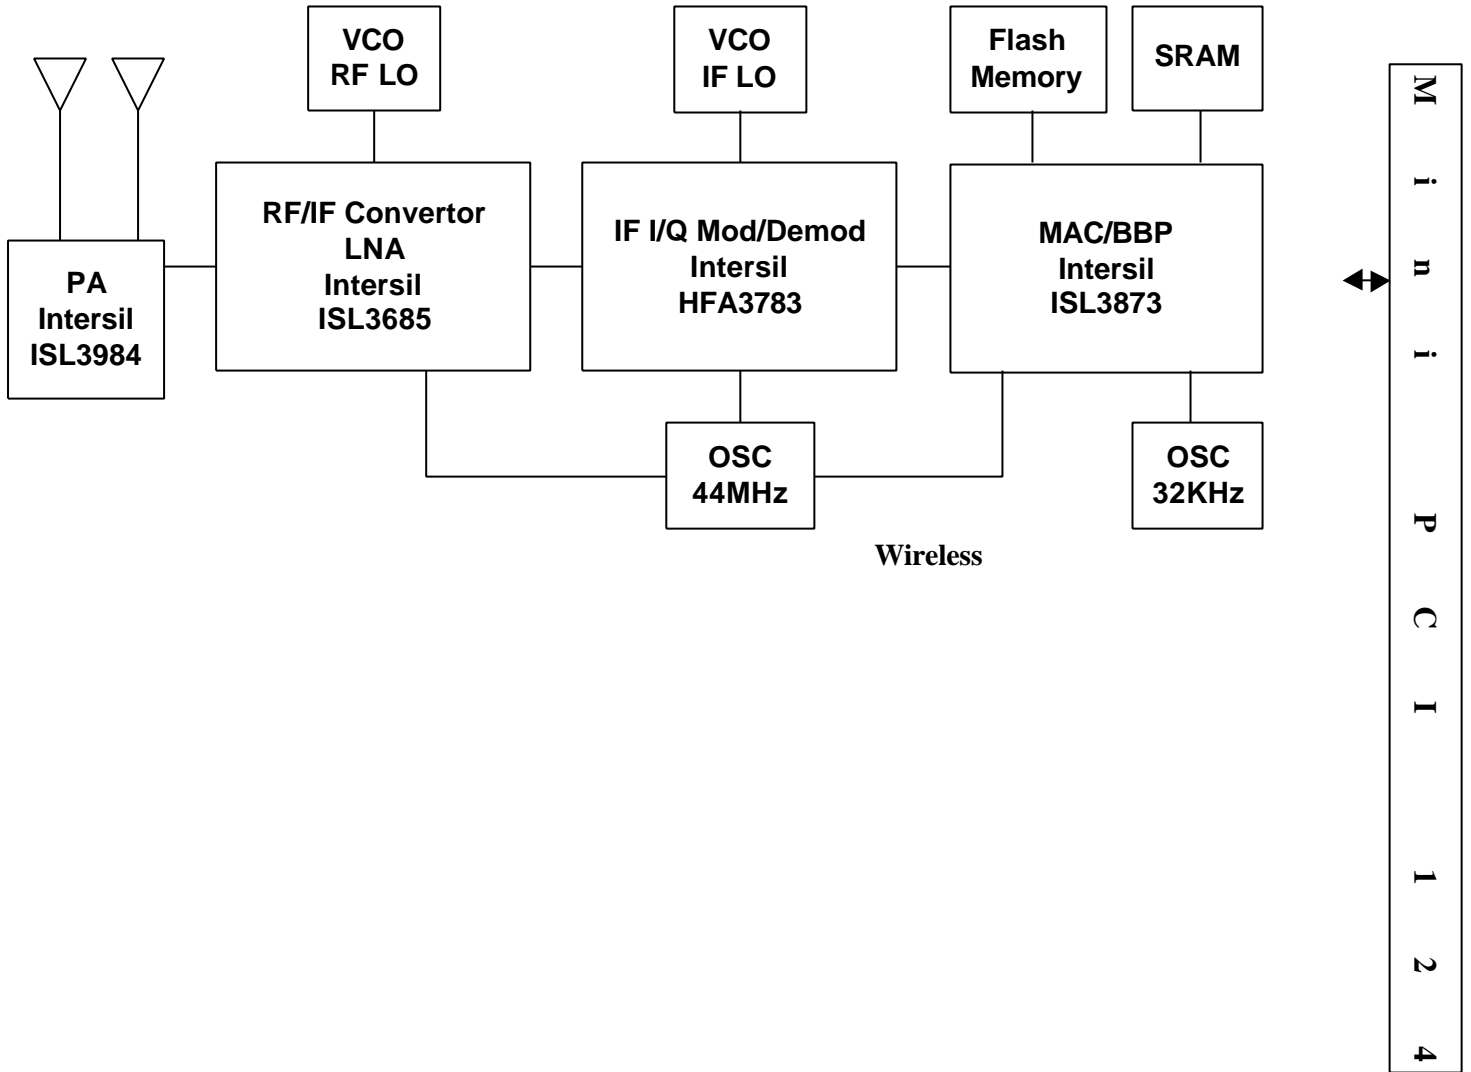 VCO
RF LO
VCO
IF LO
Flash
Memory
SRAM
PA
Intersil
ISL3984
RF/IF Convertor
LNA
Intersil
ISL3685
IF I/Q Mod/Demod
Intersil
HFA3783
MAC/BBP
Intersil
ISL3873
OSC
44MHz
OSC
32KHz
Wireless
Mini PCI 124